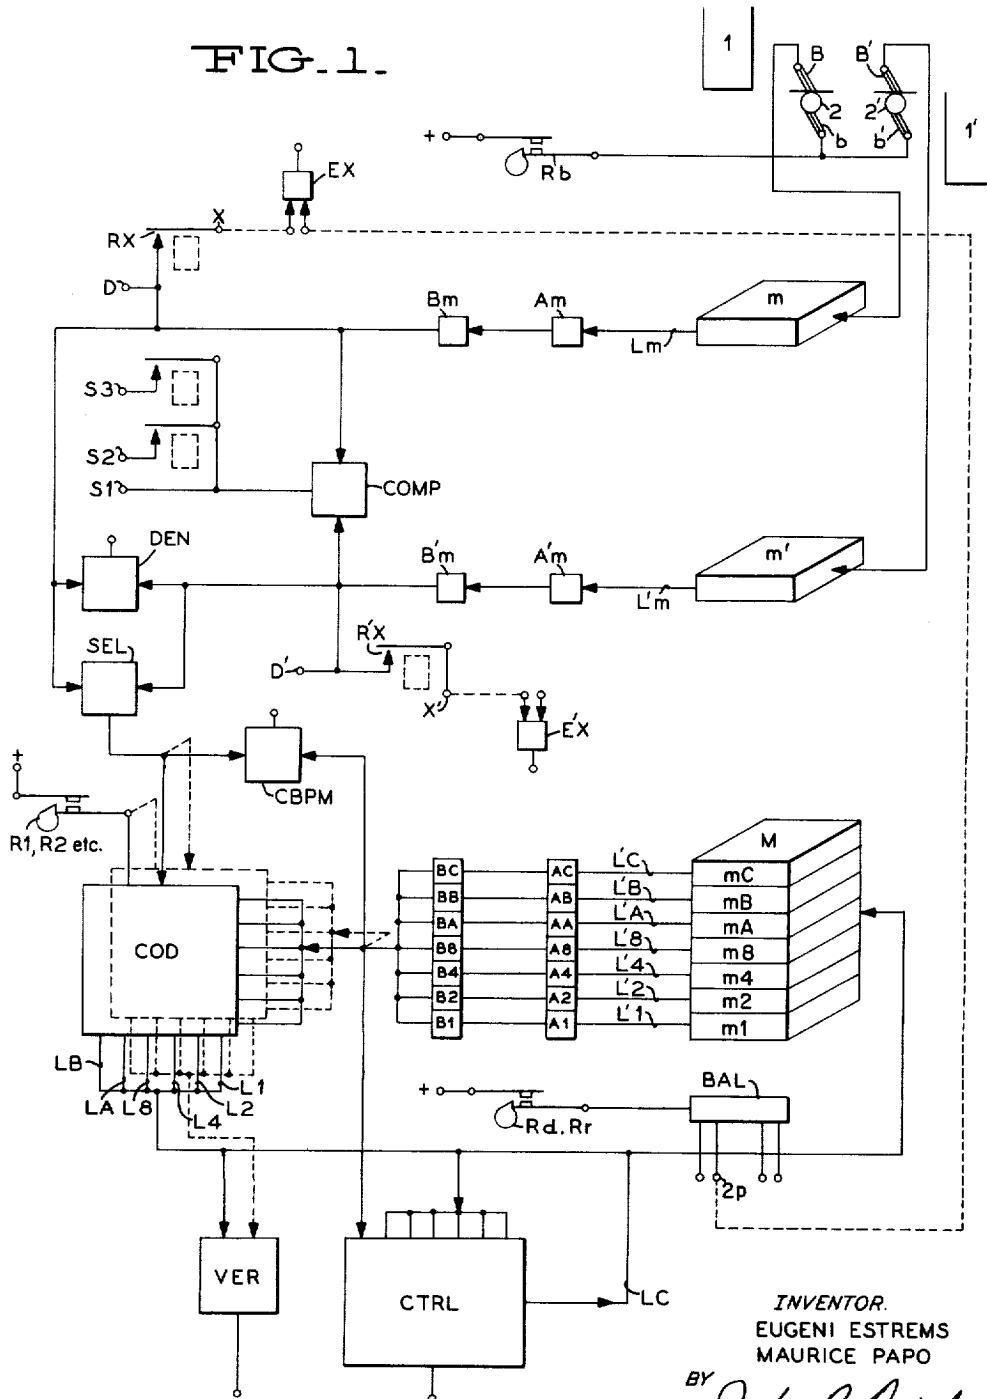 FIG. 1.
1
B
B'
2
2'
b
b'
1'
+
Rb
EX
X
RX
D
Bm
Am
m
Lm
S3
S2
S1
COMP
DEN
B'm
A'm
m'
L'm
SEL
R'X
D'
X'
E'X
+
CBPM
R1, R2 etc.
M
BC AC L'C mC
BB AB L'B mB
BA AA L'A mA
B8 A8 L'8 m8
B4 A4 L'4 m4
B2 A2 L'2 m2
B1 A1 L'1 m1
COD
LB
LA L8 L4 L2 L1
+
Rd, Rr
BAL
2p
VER
CTRL
LC
INVENTOR.
EUGENI ESTREMS
MAURICE PAPO
BY